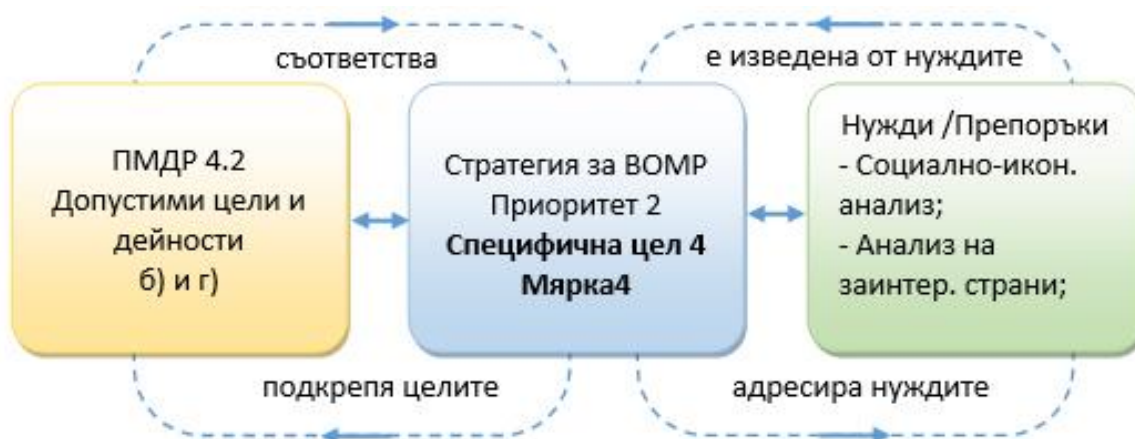 съответства
е изведена от нуждите
ПМДР 4.2
Допустими цели и
дейности
б) и г)
Стратегия за ВОМР
Приоритет 2
Специфична цел 4
Мярка4
Нужди /Препоръки
- Социално-икон.
анализ;
- Анализ на
заинтер. страни;
подкрепя целите
адресира нуждите